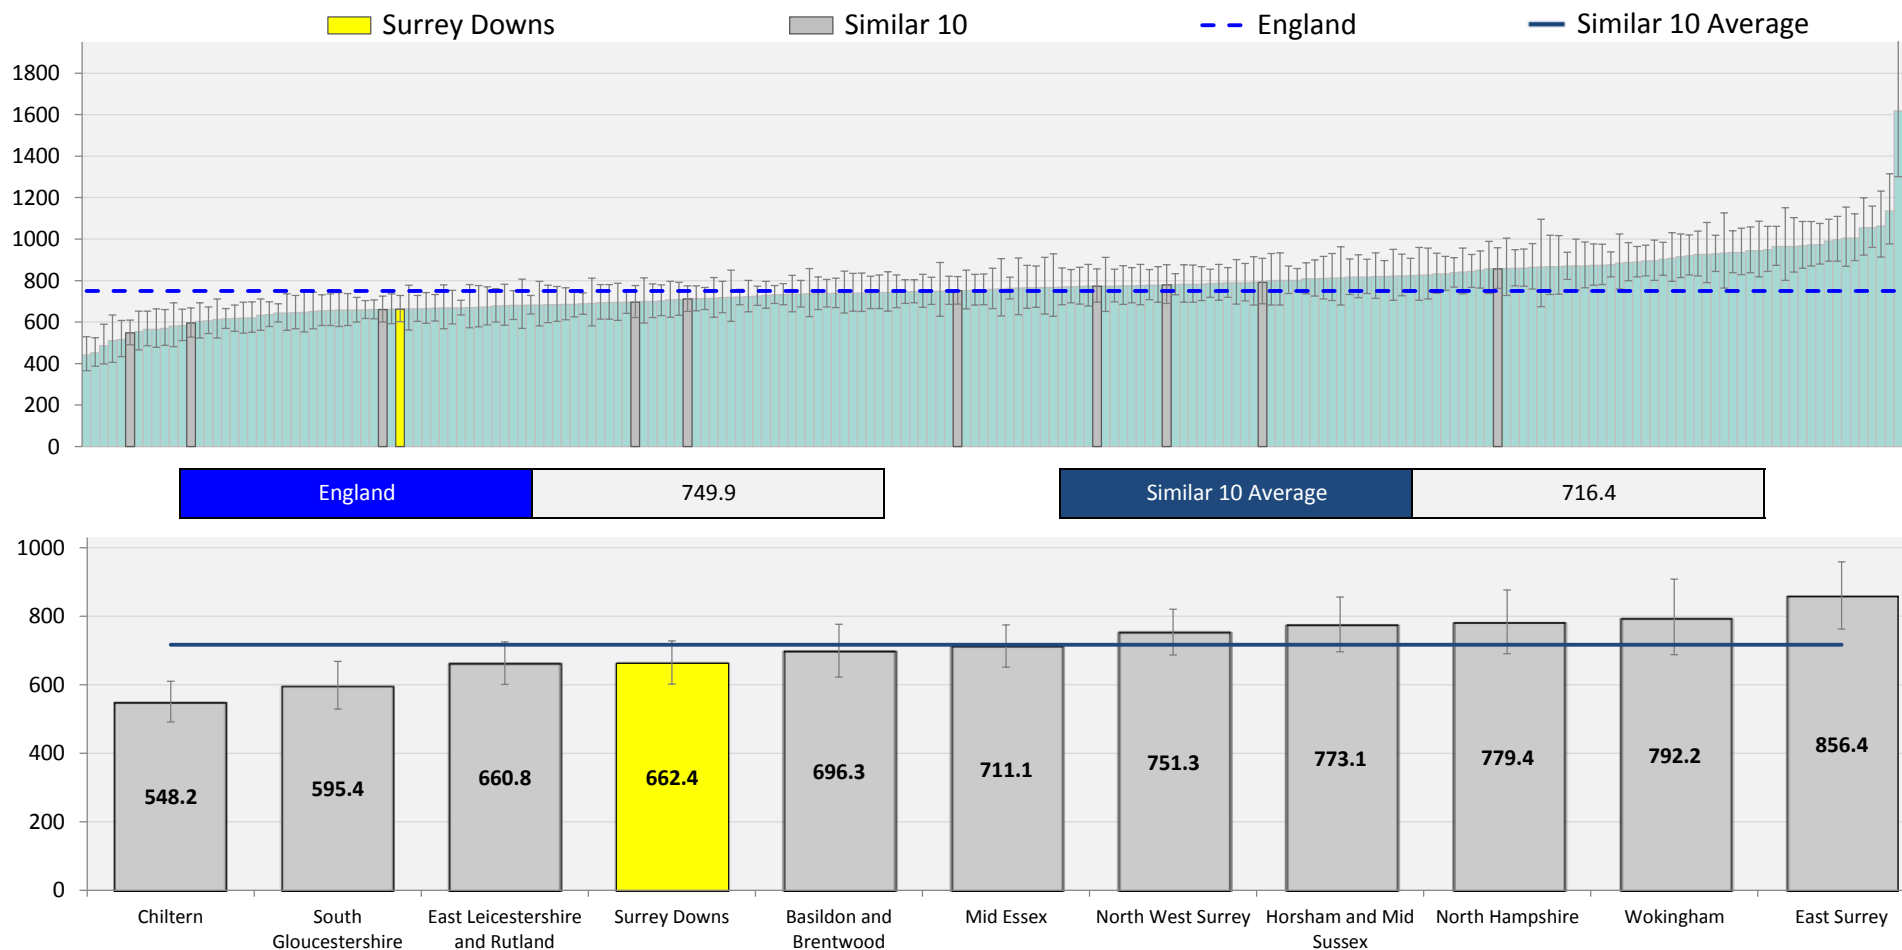 Surrey Downs
Similar 10
England
Similar 10 Average
1800
1600
1400
1200
1000
800
600
400
200
0
England
749.9
Similar 10 Average
716.4
1000
800
600
400
200
0
548.2
595.4
660.8
662.4
696.3
711.1
751.3
773.1
779.4
792.2
856.4
Chiltern
South
Gloucestershire
East Leicestershire
and Rutland
Surrey Downs
Basildon and
Brentwood
Mid Essex
North West Surrey
Horsham and Mid
Sussex
North Hampshire
Wokingham
East Surrey